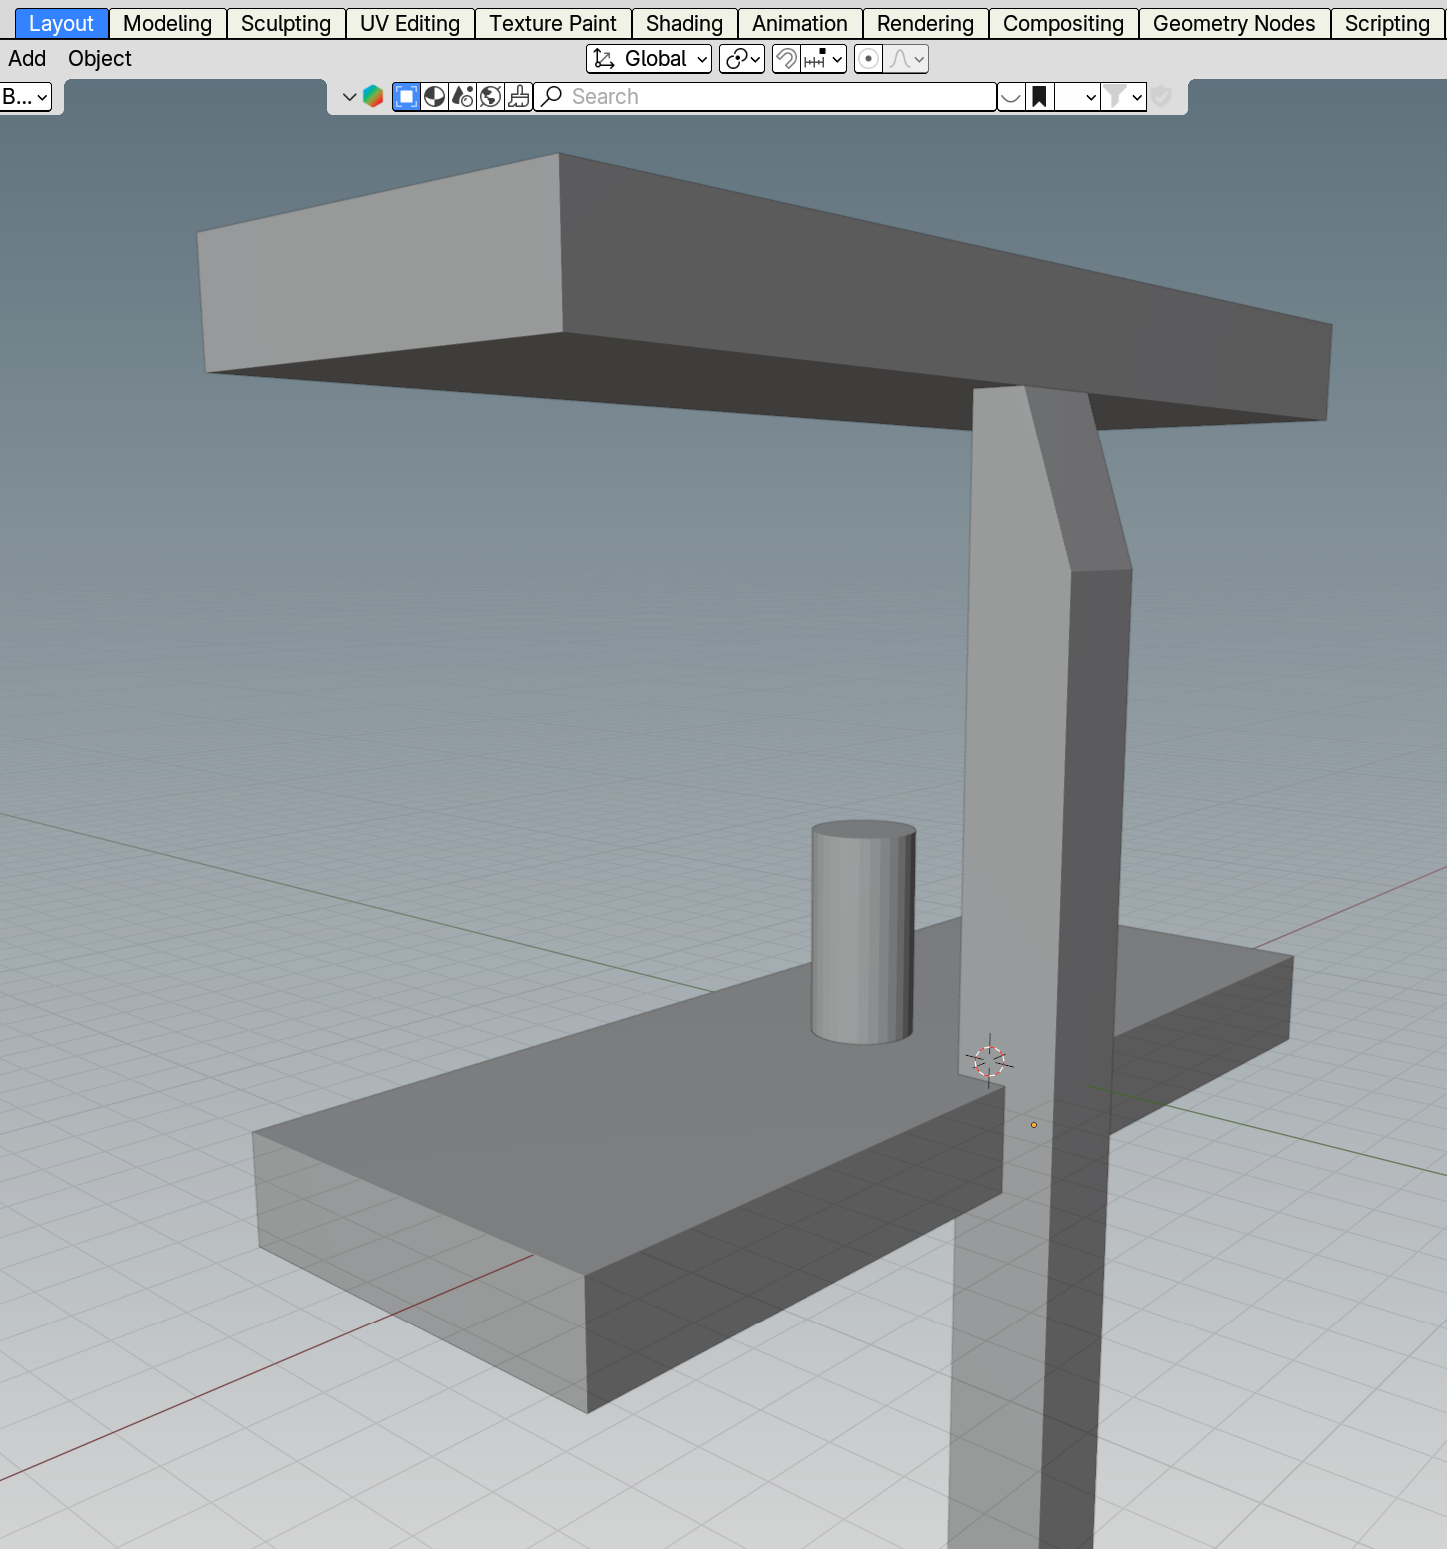 Layout Modeling Sculpting UV Editing Texture Paint Shading Animation Rendering Compositing Geometry Nodes Scripting
Add Object Global
B... Search